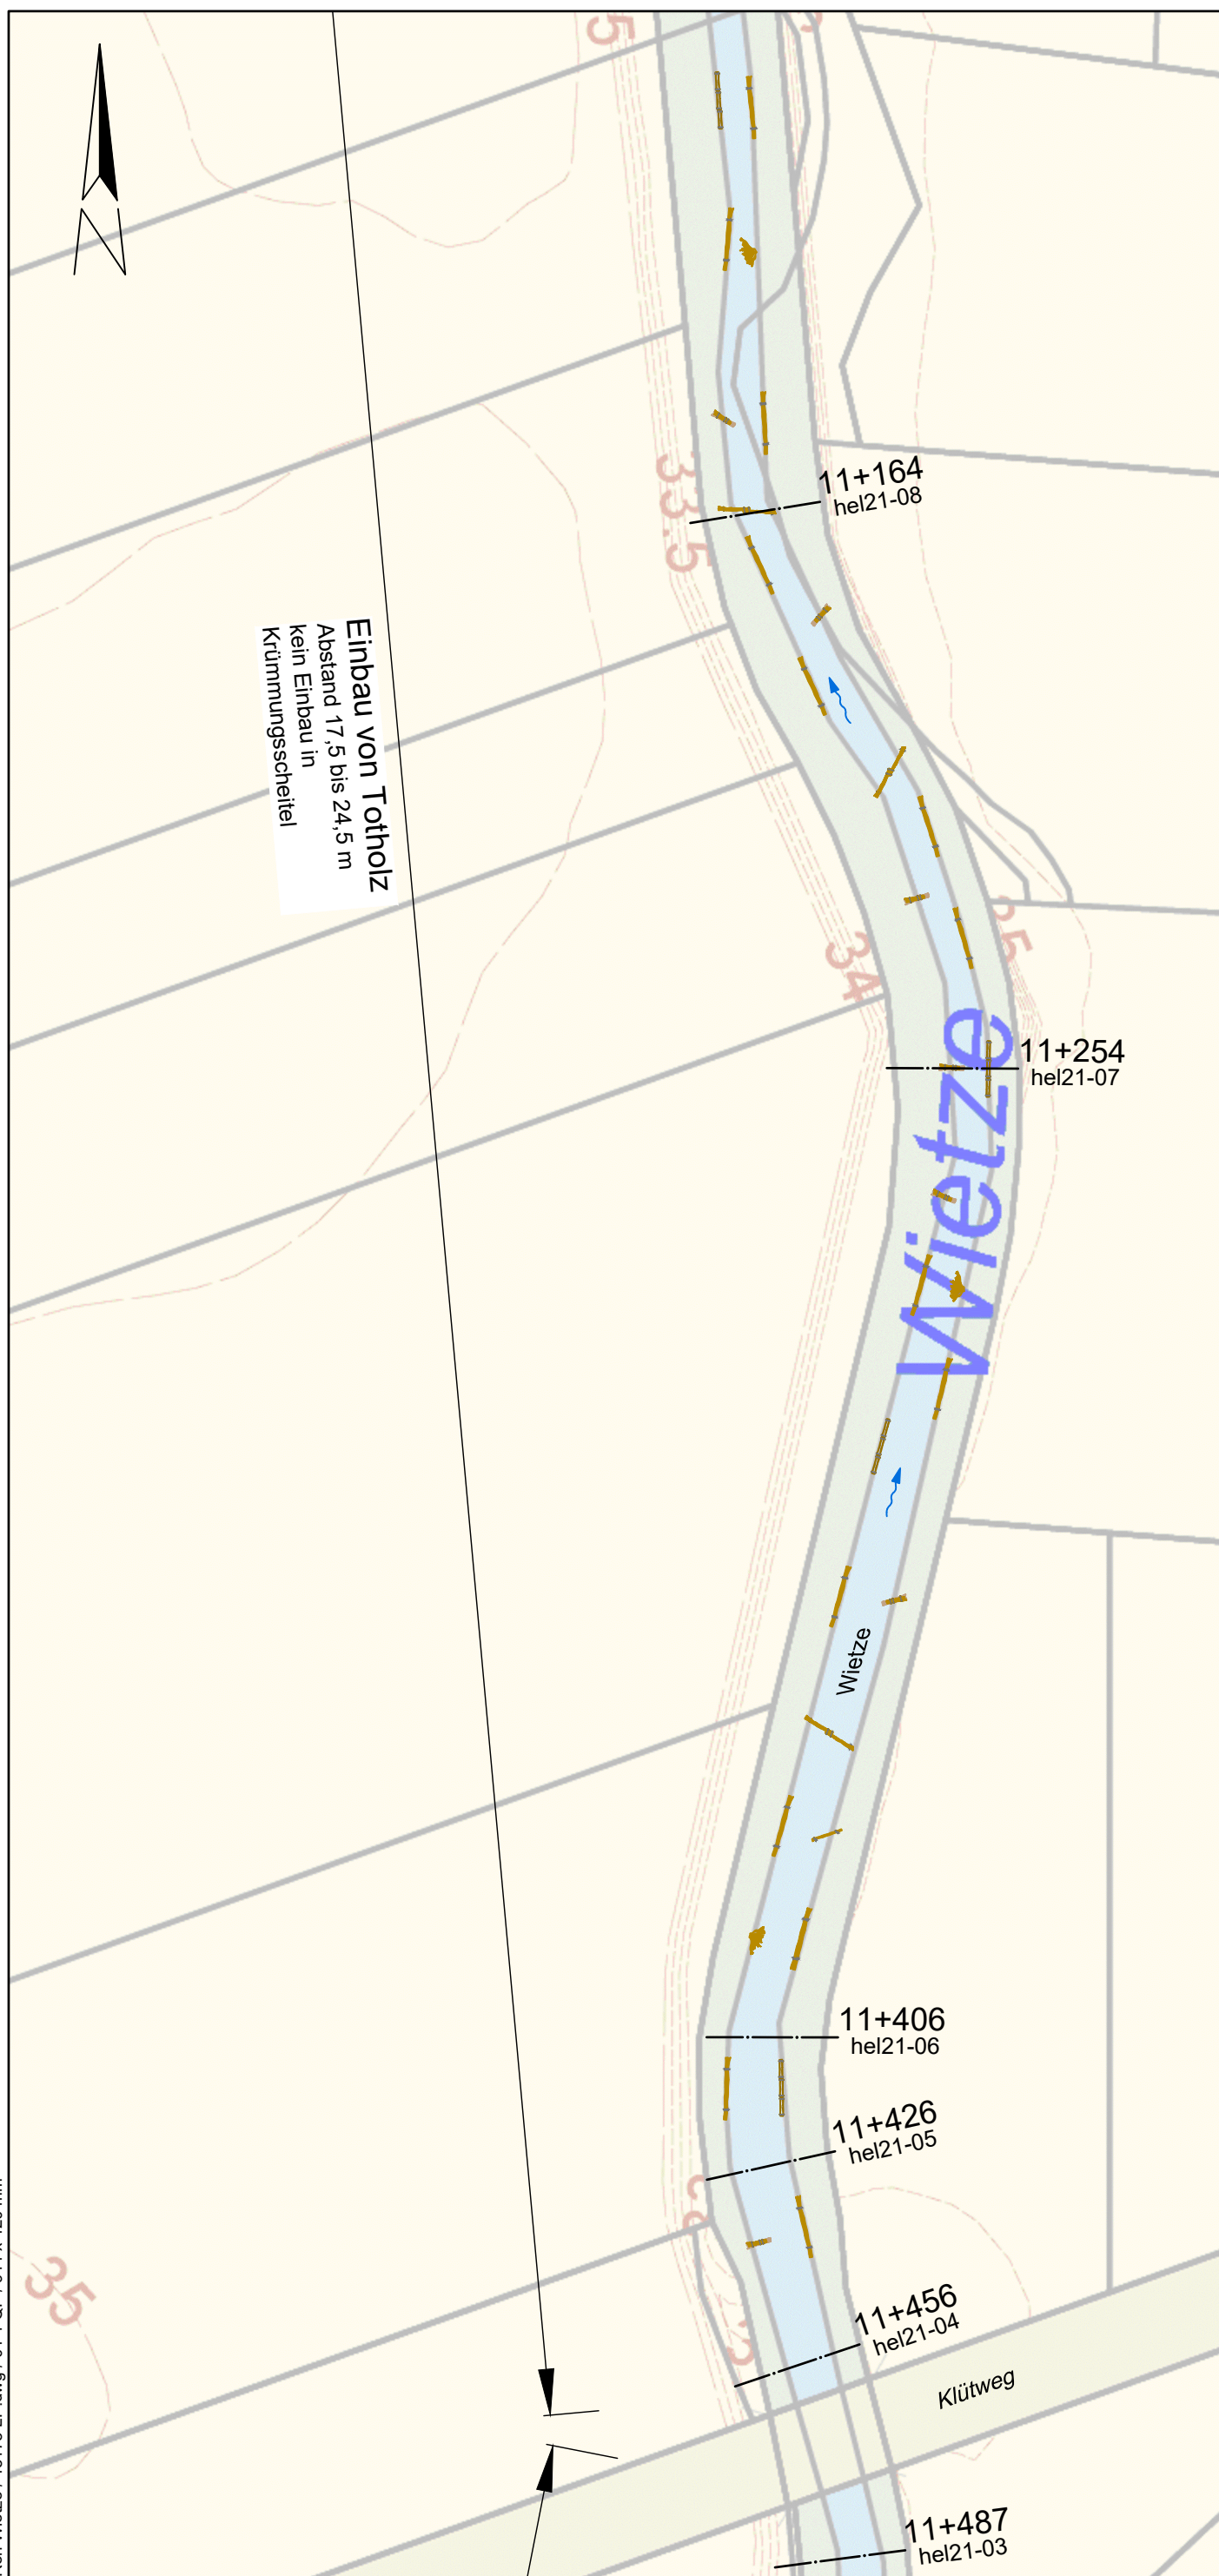 N
5
11+164
hel21-08
33.5
Einbau von Totholz
Abstand 17,5 bis 24,5 m
kein Einbau in
Krümmungsscheitel
34
35
11+254
hel21-07
Wietze
Wietze
11+406
hel21-06
11+426
hel21-05
35
11+456
hel21-04
Klütweg
11+487
hel21-03